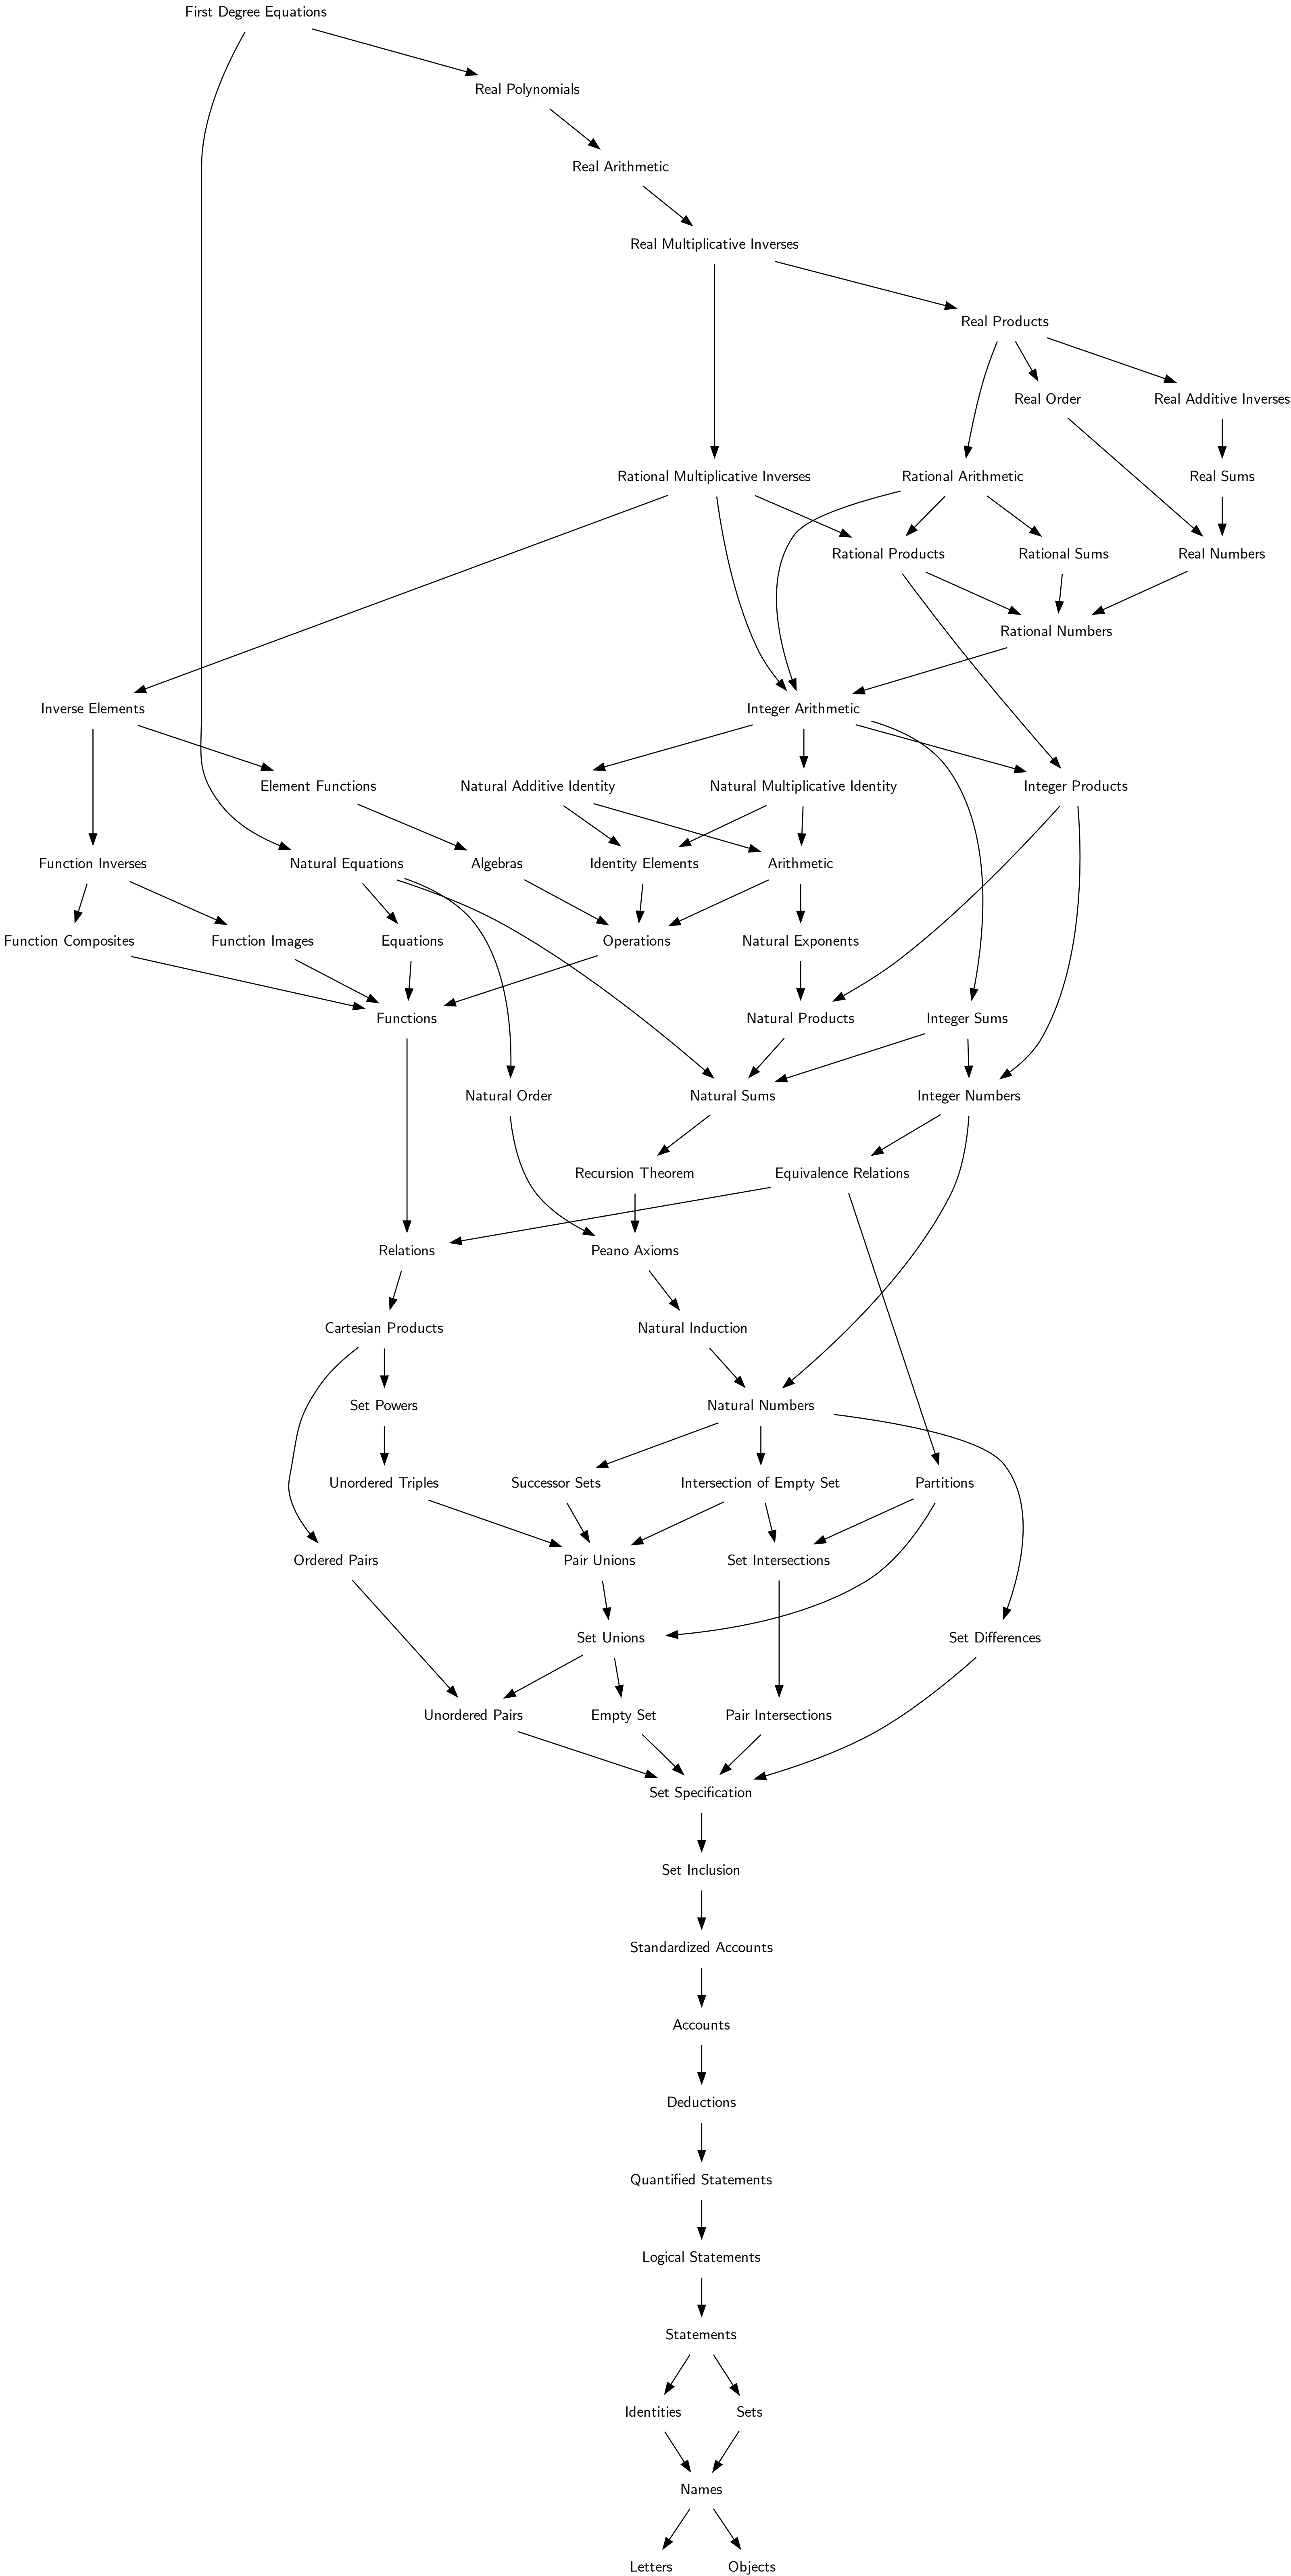 First Degree Equations
Real Polynomials
Real Arithmetic
Real Multiplicative Inverses
Real Products
Real Order
Real Additive Inverses
Rational Multiplicative Inverses
Rational Arithmetic
Real Sums
Rational Products
Rational Sums
Real Numbers
Rational Numbers
Inverse Elements
Integer Arithmetic
Element Functions
Natural Additive Identity
Natural Multiplicative Identity
Integer Products
Function Inverses
Natural Equations
Algebras
Identity Elements
Arithmetic
Function Composites
Function Images
Equations
Operations
Natural Exponents
Functions
Natural Products
Integer Sums
Natural Order
Natural Sums
Integer Numbers
Recursion Theorem
Equivalence Relations
Relations
Peano Axioms
Cartesian Products
Natural Induction
Set Powers
Natural Numbers
Unordered Triples
Successor Sets
Intersection of Empty Set
Partitions
Ordered Pairs
Pair Unions
Set Intersections
Set Unions
Set Differences
Unordered Pairs
Empty Set
Pair Intersections
Set Specification
Set Inclusion
Standardized Accounts
Accounts
Deductions
Quantified Statements
Logical Statements
Statements
Identities
Sets
Names
Letters
Objects